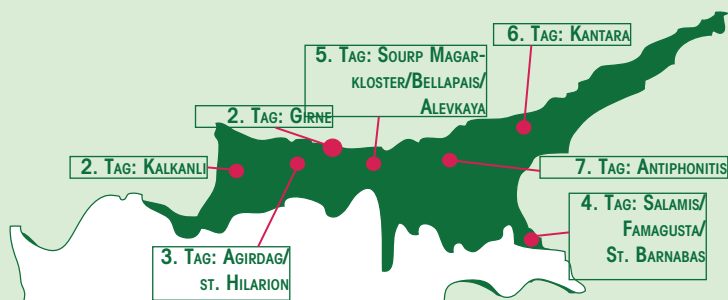 6. Tag: Kantara
5. Tag: Sourp Magar-
kloster/Bellapais/
Alevkaya
2. Tag: Girne
2. Tag: Kalkanli
7. Tag: Antiphonitis
4. Tag: Salamis/
Famagusta/
St. Barnabas
3. Tag: Agirdag/
st. Hilarion